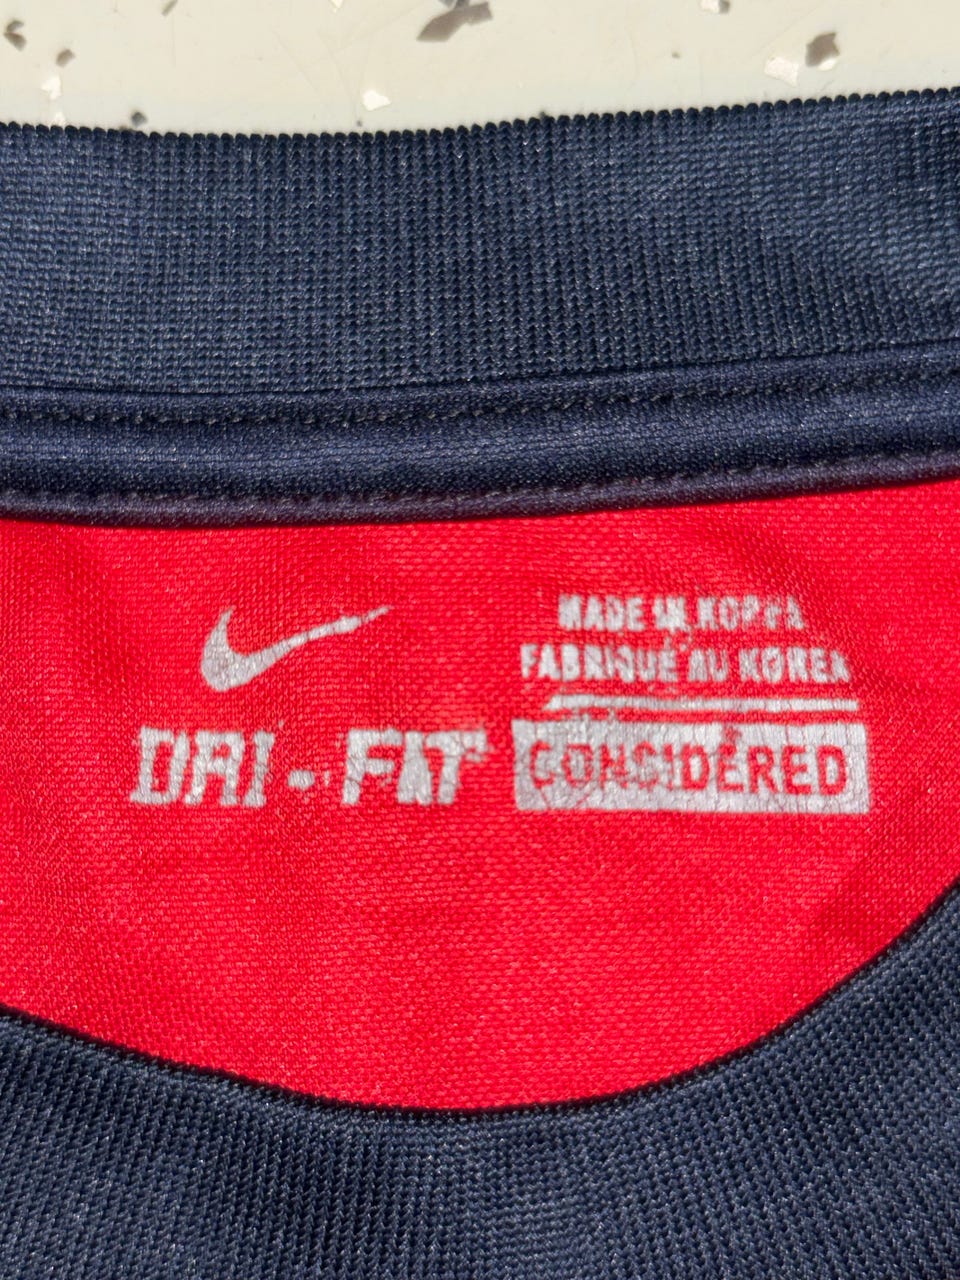 MADE IN KOREA
FABRIQUÉ AU KOREA
DRI-FIT
CONSIDERED